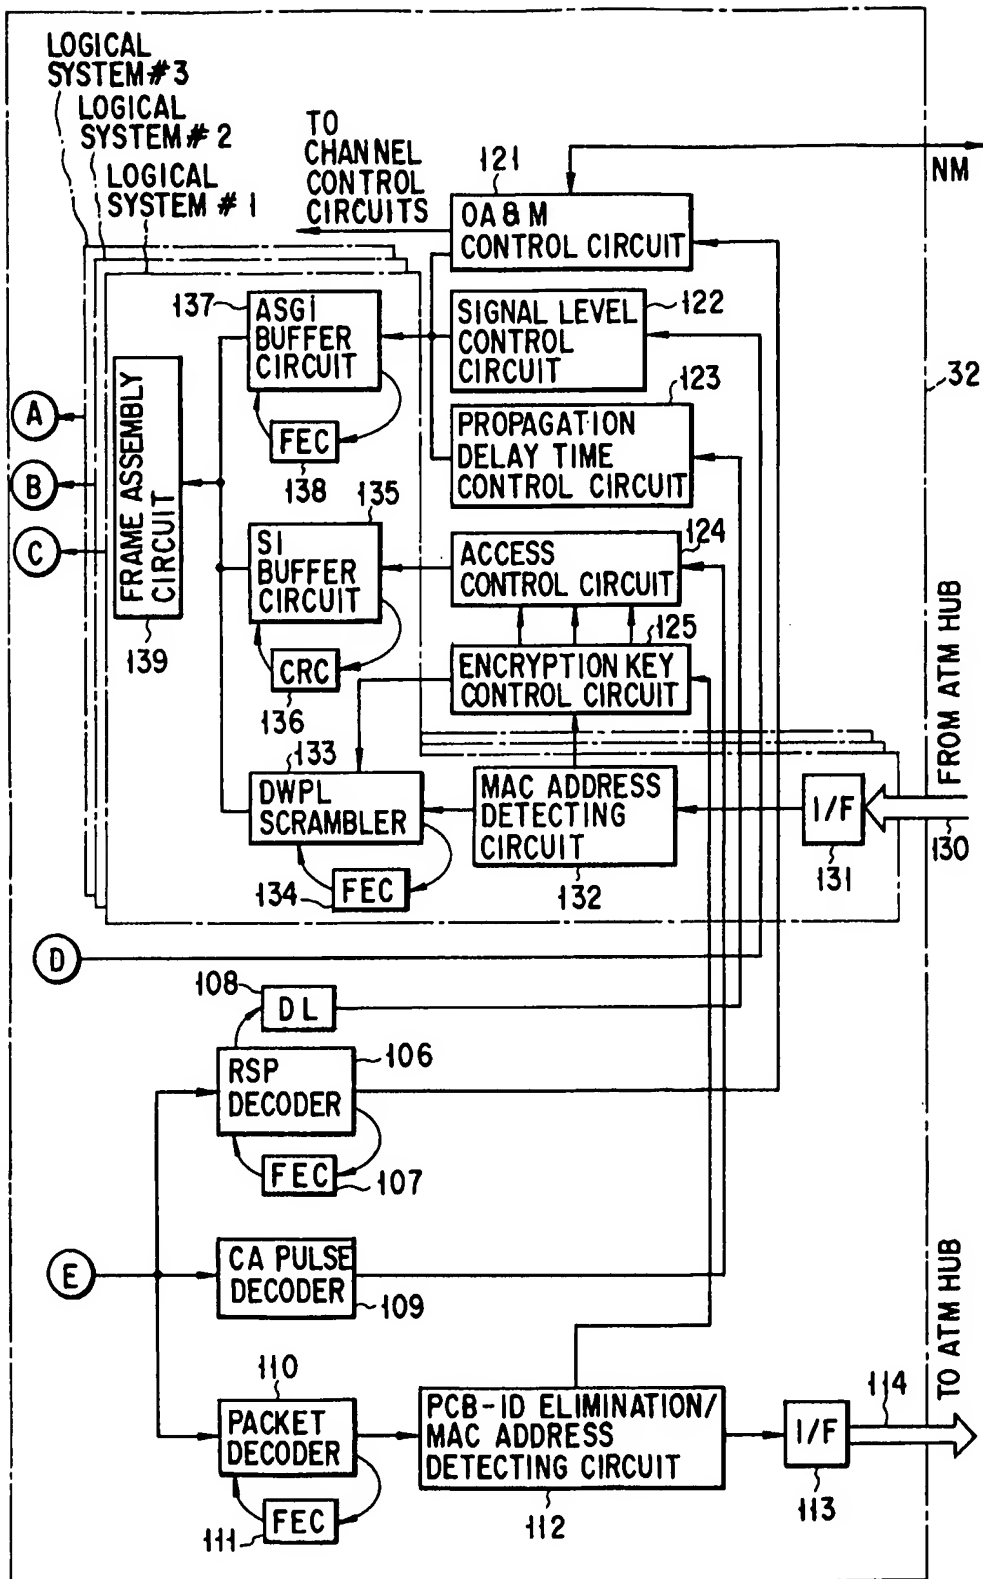 LOGICAL
SYSTEM #3
LOGICAL
SYSTEM # 2
LOGICAL
SYSTEM # 1
TO
CHANNEL
CONTROL
CIRCUITS
121
OA & M
CONTROL CIRCUIT
NM
137
ASGi
BUFFER
CIRCUIT
FEC
138
SIGNAL LEVEL
CONTROL
CIRCUIT
122
123
PROPAGATION
DELAY TIME
CONTROL CIRCUIT
32
A
B
C
FRAME ASSEMBLY
CIRCUIT
139
135
SI
BUFFER
CIRCUIT
CRC
136
124
ACCESS
CONTROL CIRCUIT
125
ENCRYPTION KEY
CONTROL CIRCUIT
133
DWPL
SCRAMBLER
134
FEC
MAC ADDRESS
DETECTING
CIRCUIT
132
I/F
131
FROM ATM HUB
130
D
108
DL
106
RSP
DECODER
FEC
107
E
CA PULSE
DECODER
109
110
PACKET
DECODER
FEC
111
PCB-ID ELIMINATION/
MAC ADDRESS
DETECTING CIRCUIT
112
I/F
113
114
TO ATM HUB